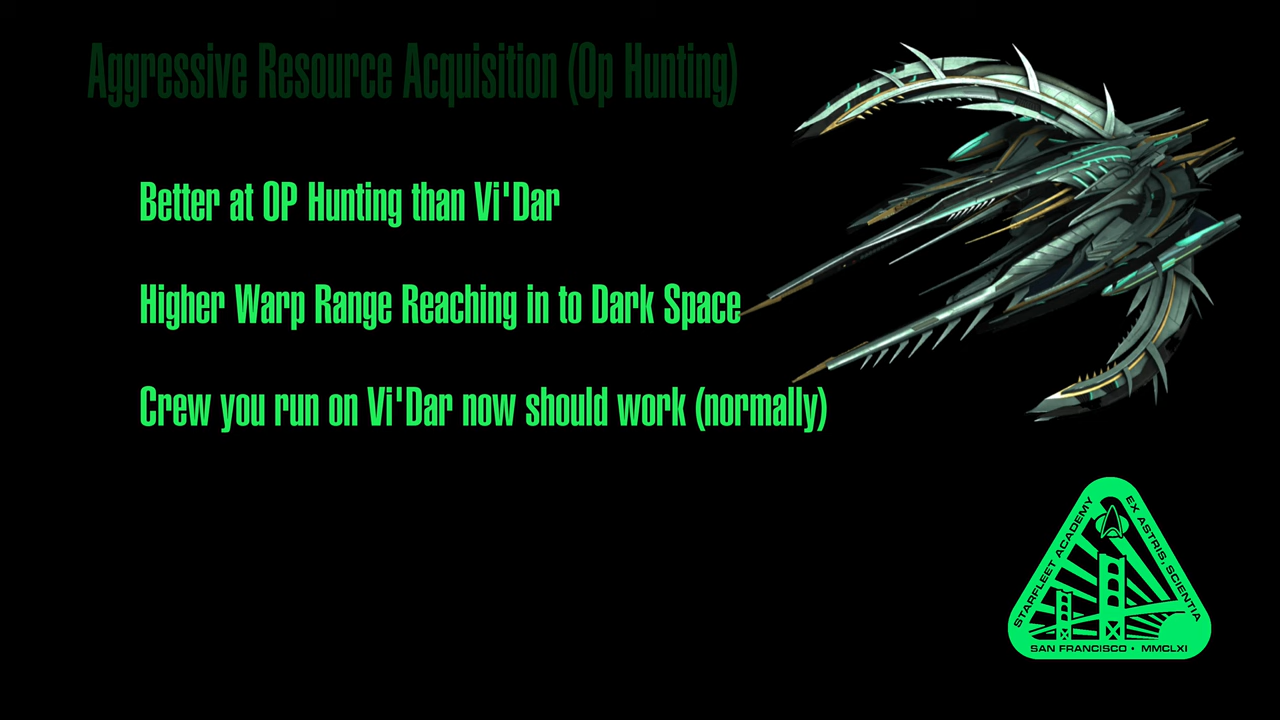 Aggressive Resource Acquisition (Op Hunting)
Better at OP Hunting than Vi'Dar
Higher Warp Range Reaching in to Dark Space
Crew you run on Vi'Dar now should work (normally)
STARFLEET ACADEMY
EX ASTRIS, SCIENTIA
SAN FRANCISCO • MMCLXI